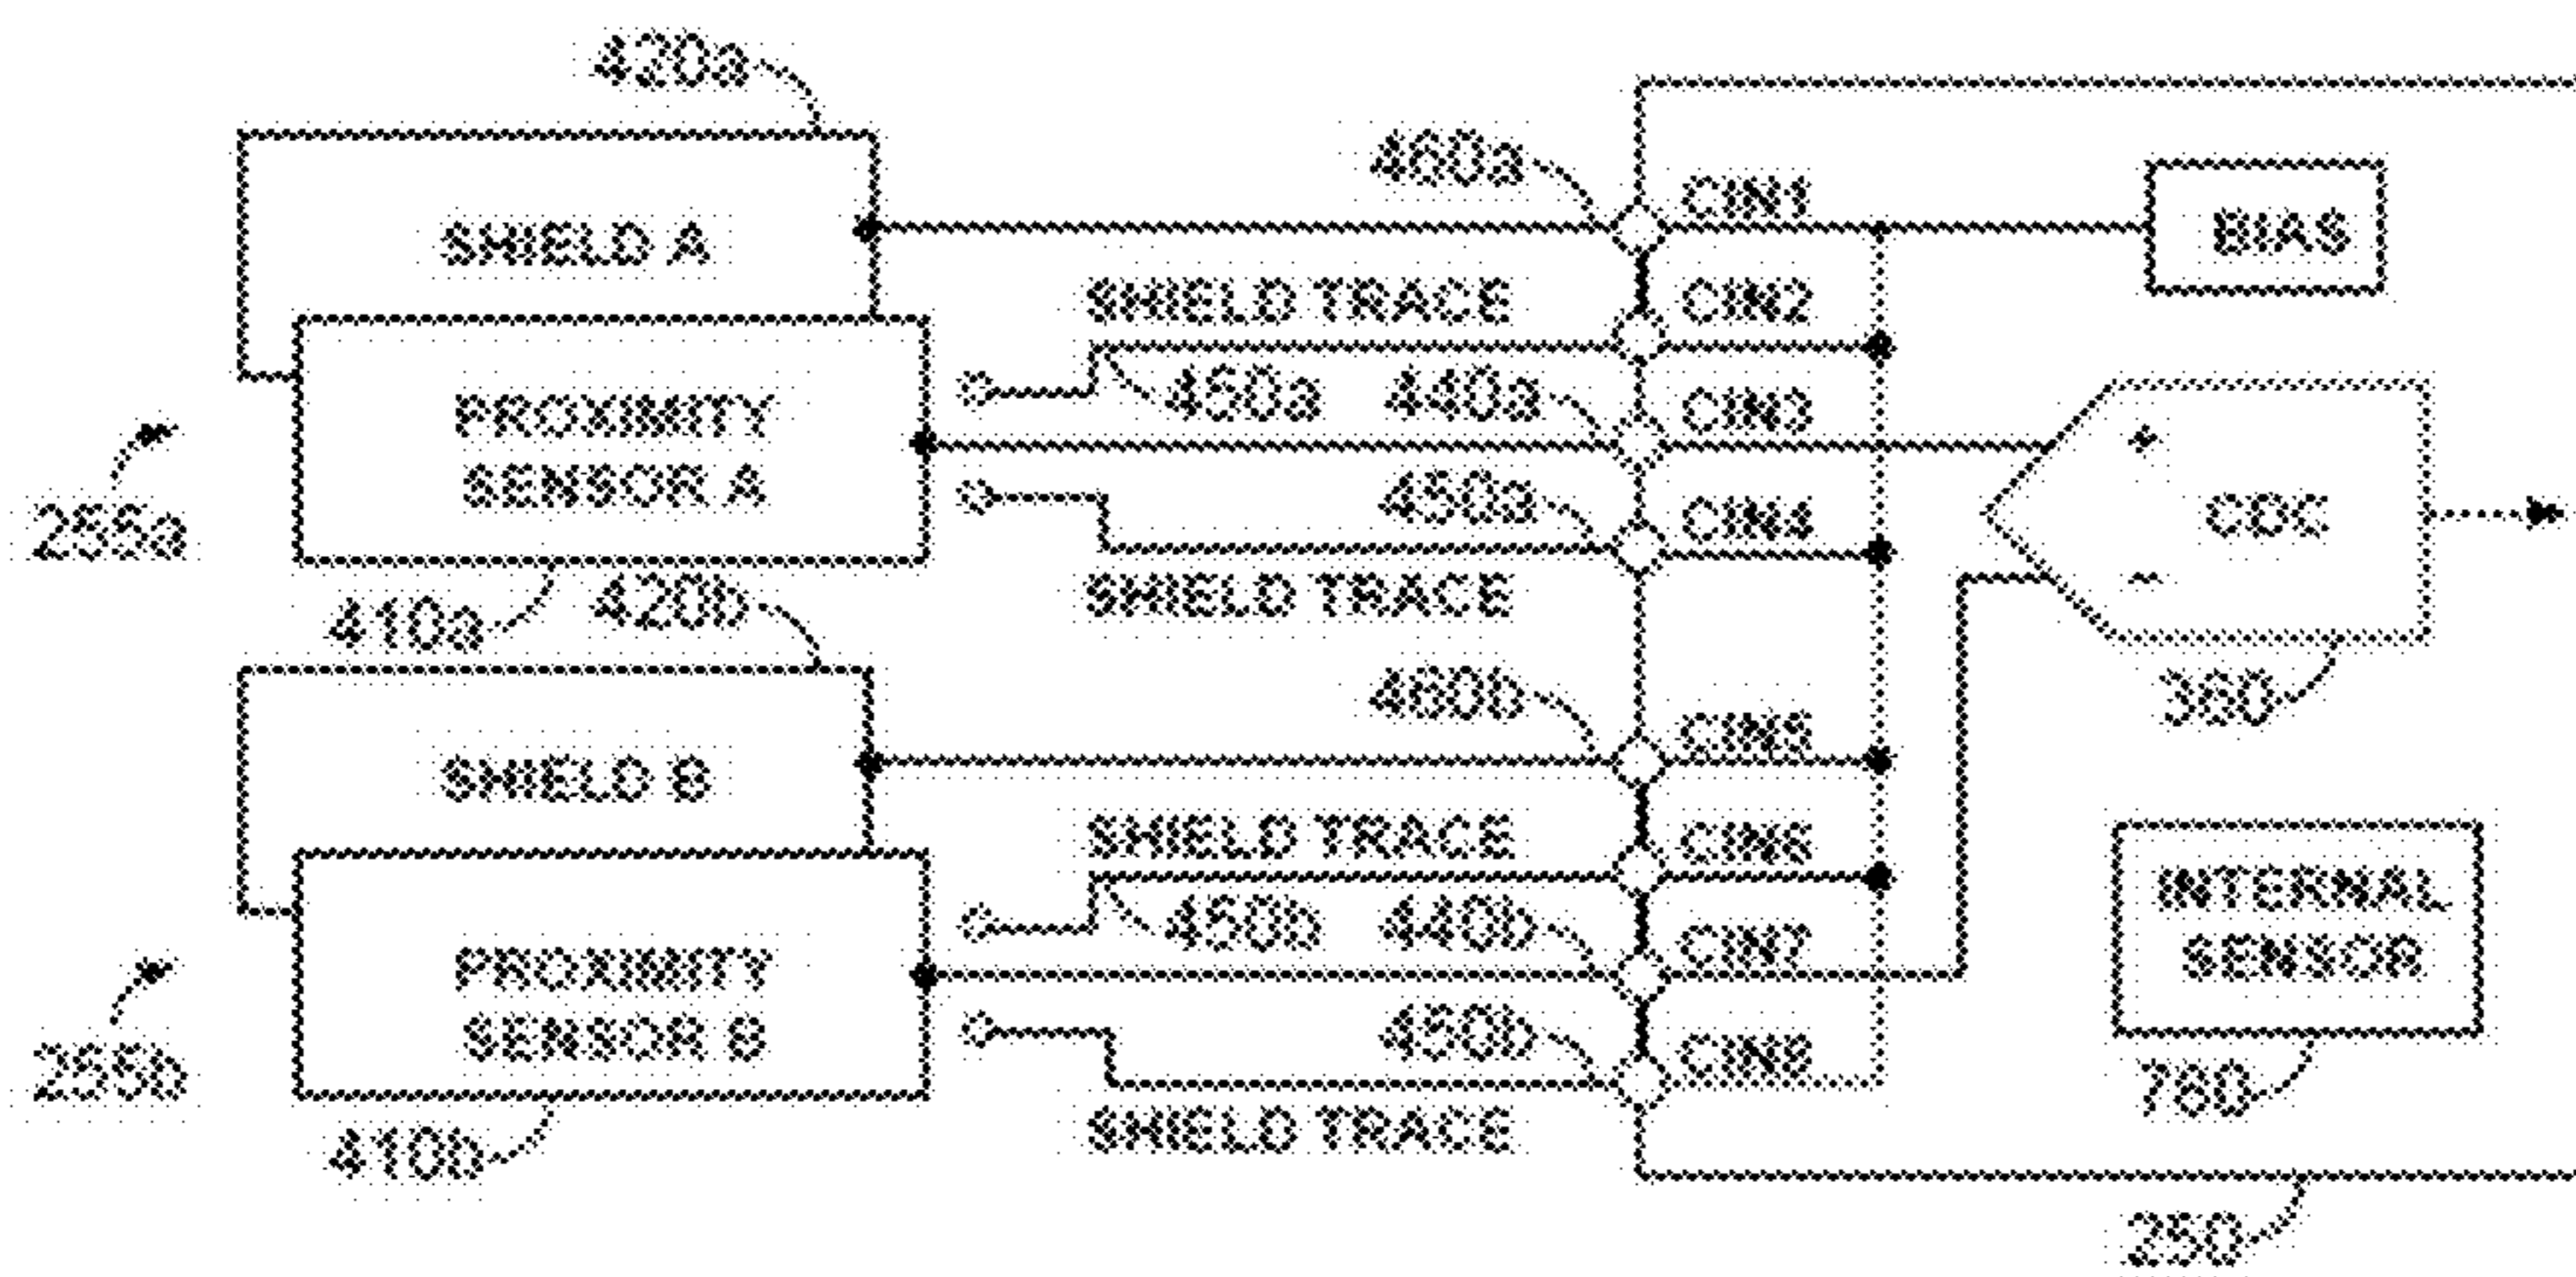 420a
460a
CIN1
SHIELD A
BIAS
SHIELD TRACE
CIN2
450a
440a
CIN3
PROXIMITY
SENSOR A
+
450a
CIN4
CDC
255a
SHIELD TRACE
–
410a
420b
460b
360
CIN5
SHIELD B
SHIELD TRACE
CIN6
INTERNAL
SENSOR
450b
440b
CIN7
PROXIMITY
SENSOR B
450b
CIN8
255b
760
SHIELD TRACE
410b
250